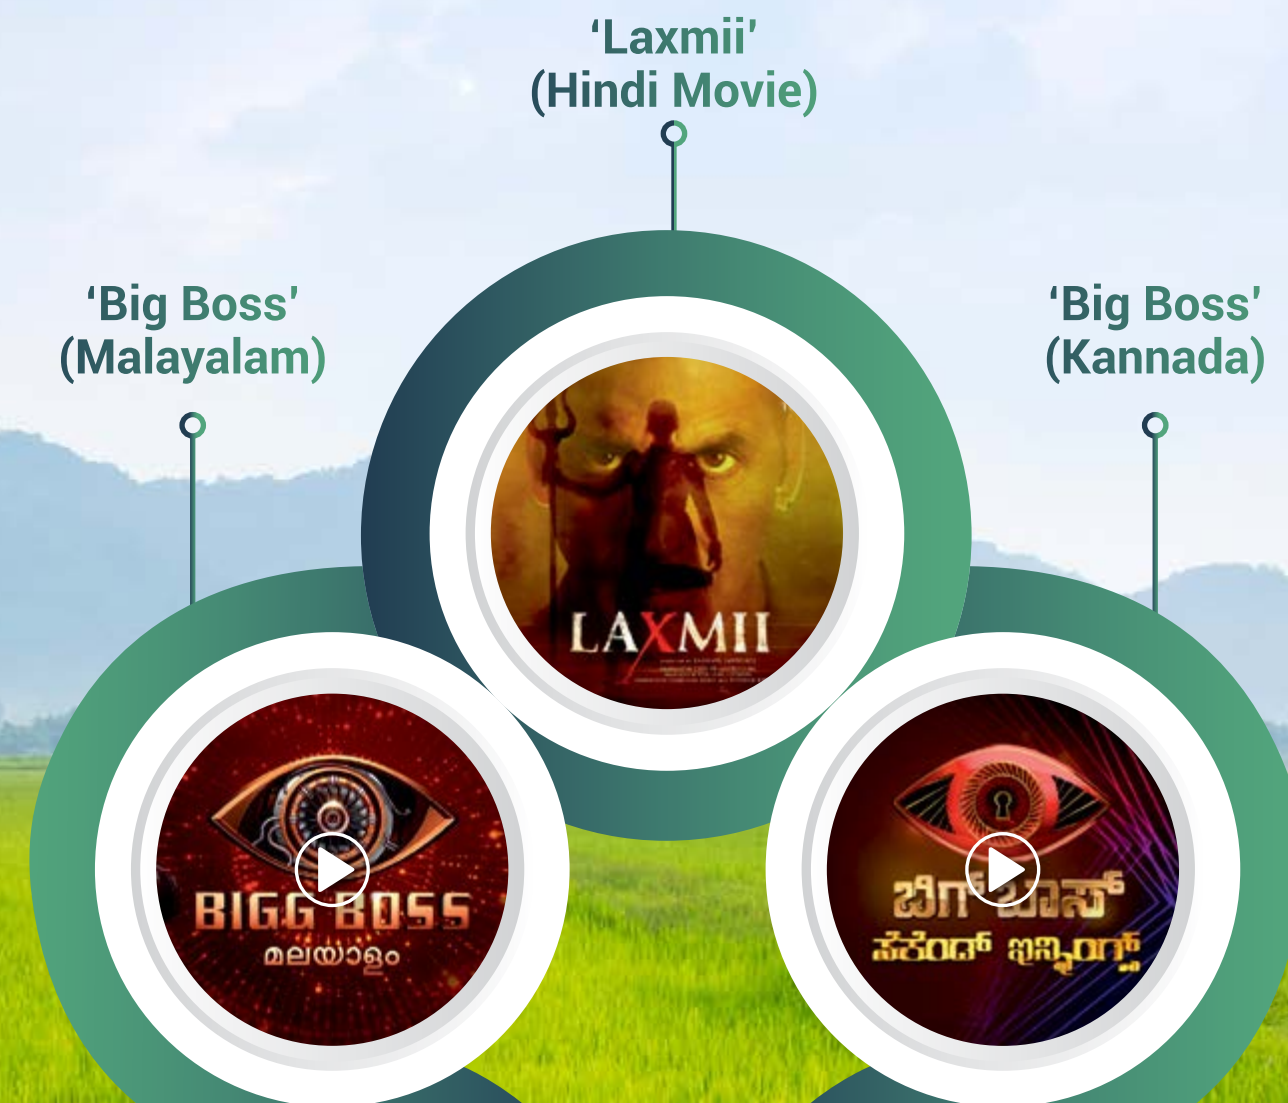 ‘Laxmii’
(Hindi Movie)
‘Big Boss’
(Malayalam)
‘Big Boss’
(Kannada)
LAXMII
BIGG BOSS
മലയാളം
ಬಿಗ್ ಬಾಸ್
ಸೆಕೆಂಡ್ ಇನ್ನಿಂಗ್ಸ್